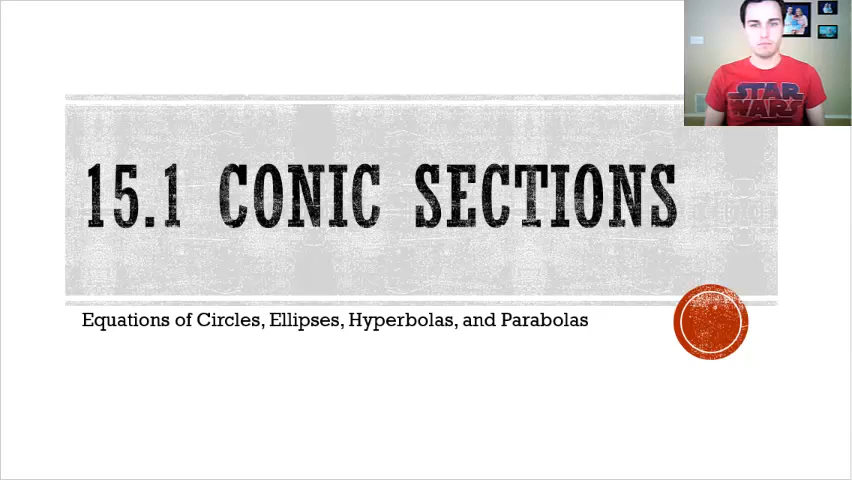 STAR
WARS
15.1 CONIC SECTIONS
Equations of Circles, Ellipses, Hyperbolas, and Parabolas